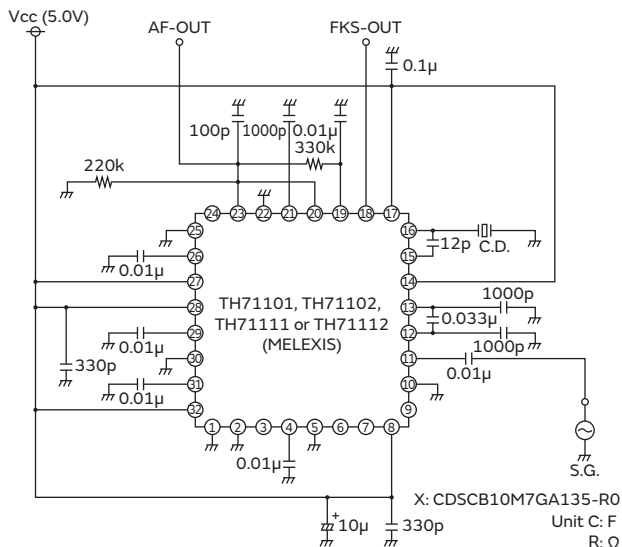 Vcc (5.0V)
AF-OUT
FKS-OUT
0.1µ
100p
1000p
0.01µ
330k
220k
24
23
22
21
20
19
18
17
25
16
12p
C.D.
26
0.01µ
15
27
14
28
TH71101, TH71102,
TH71111 or TH71112
(MELEXIS)
13
1000p
0.033µ
29
0.01µ
12
1000p
330p
30
11
0.01µ
31
0.01µ
10
32
9
1
2
3
4
5
6
7
8
0.01µ
S.G.
+
10µ
330p
X: CDSCB10M7GA135-R0
Unit C: F
R: Ω